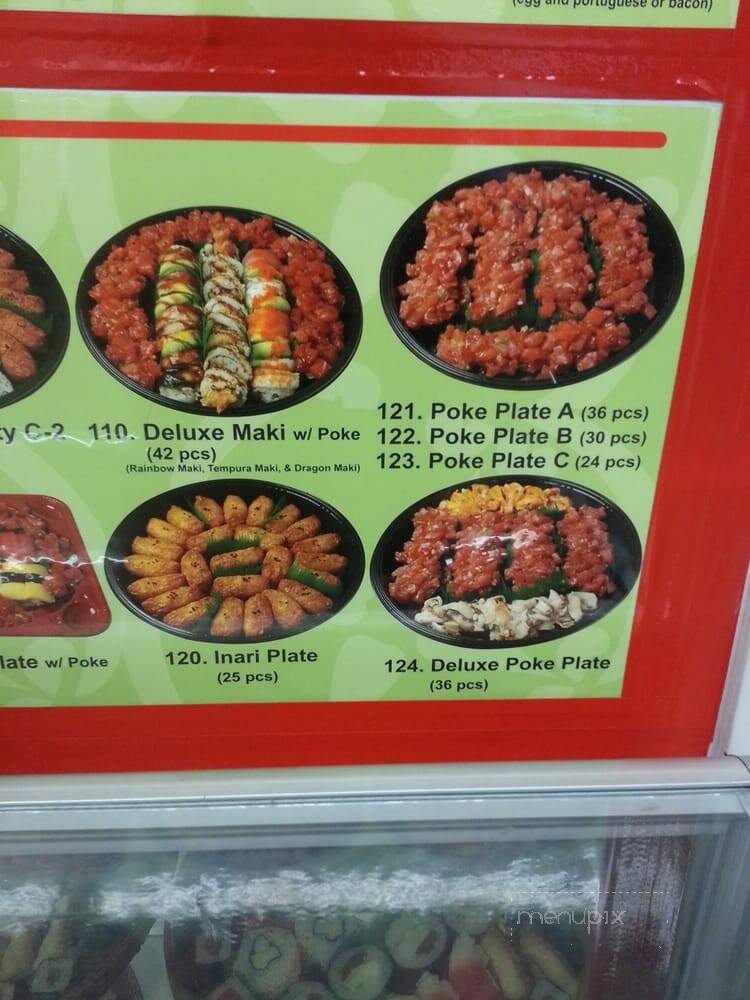 (egg and portuguese or bacon)
C-2
110. Deluxe Maki w/ Poke
(42 pcs)
(Rainbow Maki, Tempura Maki, & Dragon Maki)
121. Poke Plate A (36 pcs)
122. Poke Plate B (30 pcs)
123. Poke Plate C (24 pcs)
w/ Poke
120. Inari Plate
(25 pcs)
124. Deluxe Poke Plate
(36 pcs)
menupix